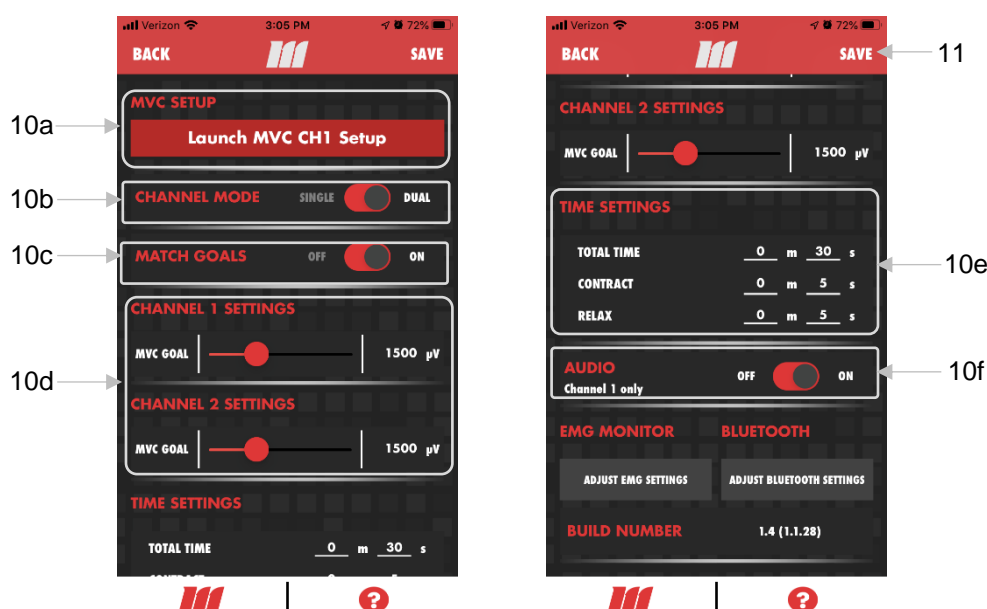 Verizon 3:05 PM 72%
BACK SAVE
MVC SETUP
10a
Launch MVC CH1 Setup
10b
CHANNEL MODE SINGLE DUAL
10c
MATCH GOALS OFF ON
CHANNEL 1 SETTINGS
MVC GOAL 1500 µV
10d
CHANNEL 2 SETTINGS
MVC GOAL 1500 µV
TIME SETTINGS
TOTAL TIME 0 m 30 s
?
Verizon 3:05 PM 72%
BACK SAVE
11
CHANNEL 2 SETTINGS
MVC GOAL 1500 µV
TIME SETTINGS
TOTAL TIME 0 m 30 s
10e
CONTRACT 0 m 5 s
RELAX 0 m 5 s
AUDIO
OFF ON
10f
Channel 1 only
EMG MONITOR BLUETOOTH
ADJUST EMG SETTINGS ADJUST BLUETOOTH SETTINGS
BUILD NUMBER 1.4 (1.1.28)
?